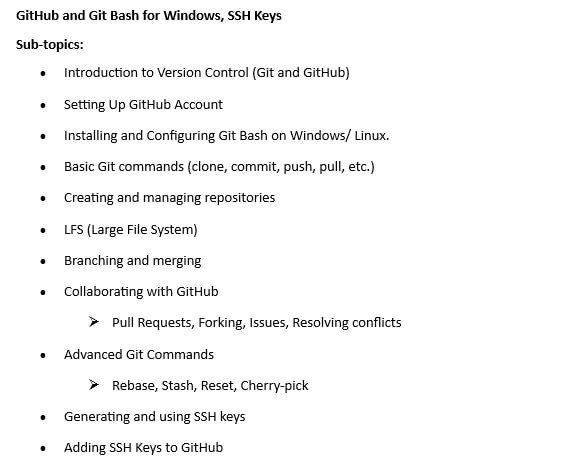 GitHub and Git Bash for Windows, SSH Keys
Sub-topics:
• Introduction to Version Control (Git and GitHub)
• Setting Up GitHub Account
• Installing and Configuring Git Bash on Windows/ Linux.
• Basic Git commands (clone, commit, push, pull, etc.)
• Creating and managing repositories
• LFS (Large File System)
• Branching and merging
• Collaborating with GitHub
➢ Pull Requests, Forking, Issues, Resolving conflicts
• Advanced Git Commands
➢ Rebase, Stash, Reset, Cherry-pick
• Generating and using SSH keys
• Adding SSH Keys to GitHub